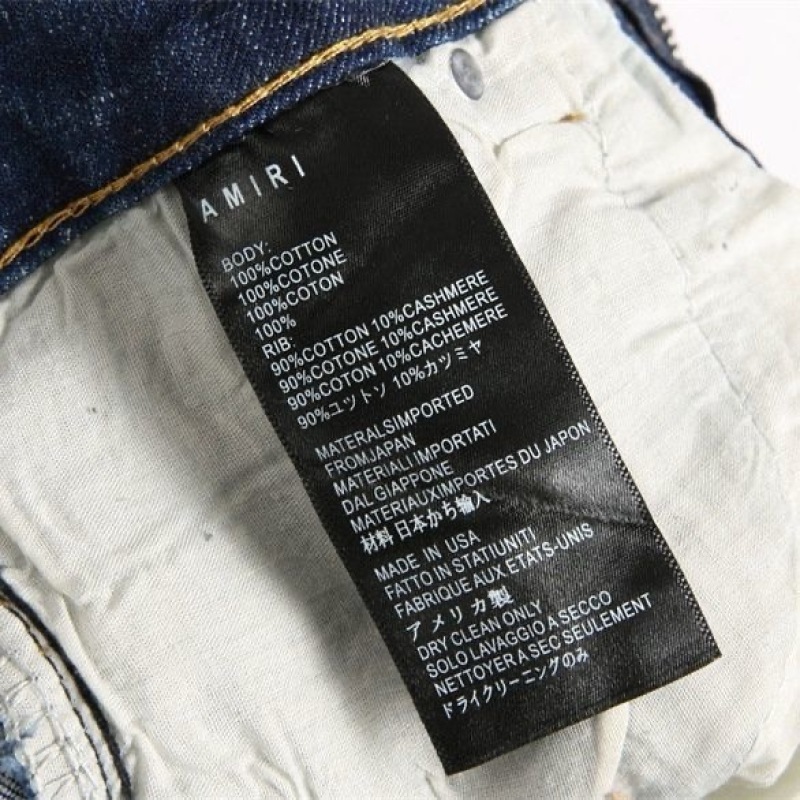 AMIRI
BODY:
100%COTTON
100%COTONE
100%COTON
100%
RIB:
90%COTTON 10%CASHMERE
90%COTONE 10%CASHMERE
90%COTON 10%CACHEMERE
90%ユットソ 10%カツミヤ
MATERALSIMPORTED
FROMJAPAN
MATERIALI IMPORTATI
DAL GIAPPONE
MATERIAUXIMPORTES DU JAPON
材料 日本かち輸入
MADE IN USA
FATTO IN STATIUNITI
FABRIQUE AUX ETATS-UNIS
アメリカ製
DRY CLEAN ONLY
SOLO LAVAGGIO A SECCO
NETTOYER A SEC SEULEMENT
ドライクリーニングのみ